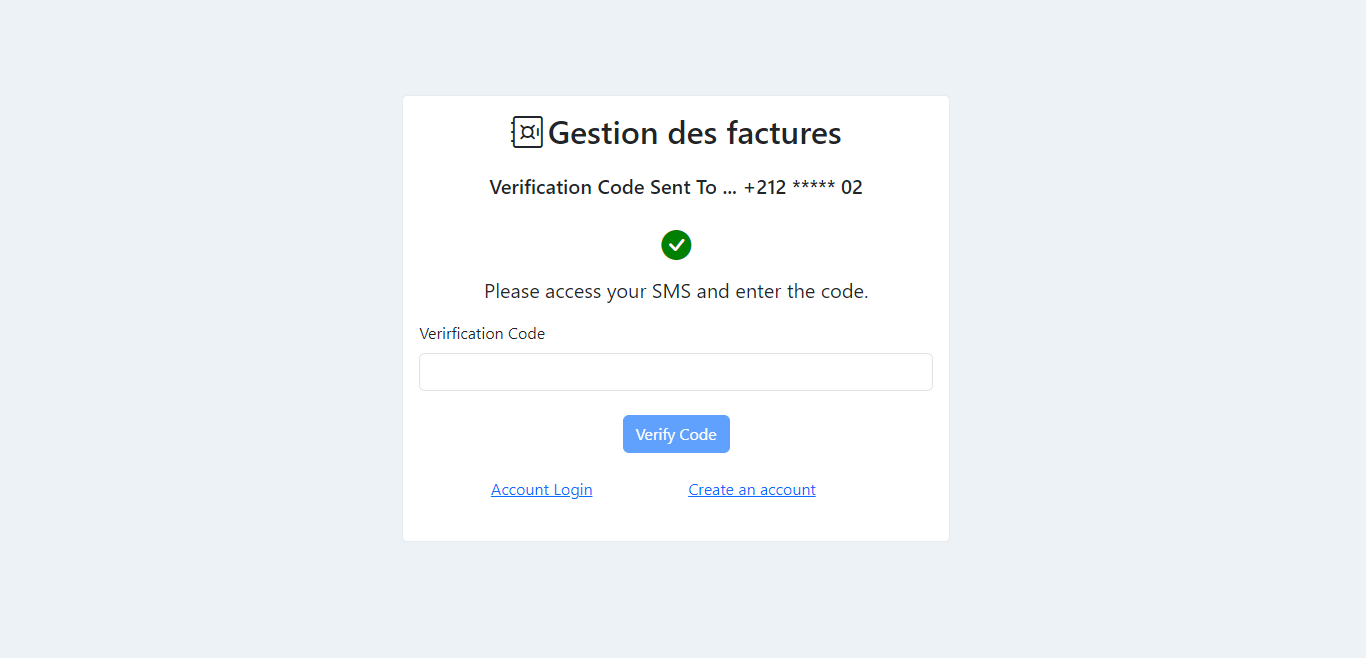 Gestion des factures
Verification Code Sent To ... +212 ***** 02
Please access your SMS and enter the code.
Verirfication Code
Verify Code
Account Login Create an account